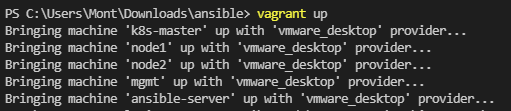 PS C:\Users\Mont\Downloads\ansible> vagrant up
Bringing machine 'k8s-master' up with 'vmware_desktop' provider...
Bringing machine 'node1' up with 'vmware_desktop' provider...
Bringing machine 'node2' up with 'vmware_desktop' provider...
Bringing machine 'mgmt' up with 'vmware_desktop' provider...
Bringing machine 'ansible-server' up with 'vmware_desktop' provider...